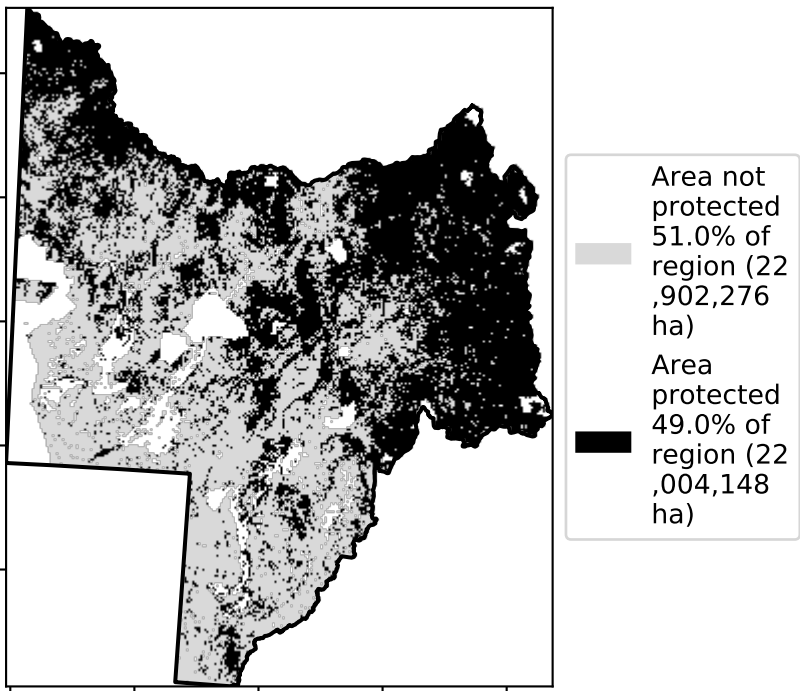 Area not
protected
51.0% of
region (22
,902,276
ha)
Area
protected
49.0% of
region (22
,004,148
ha)